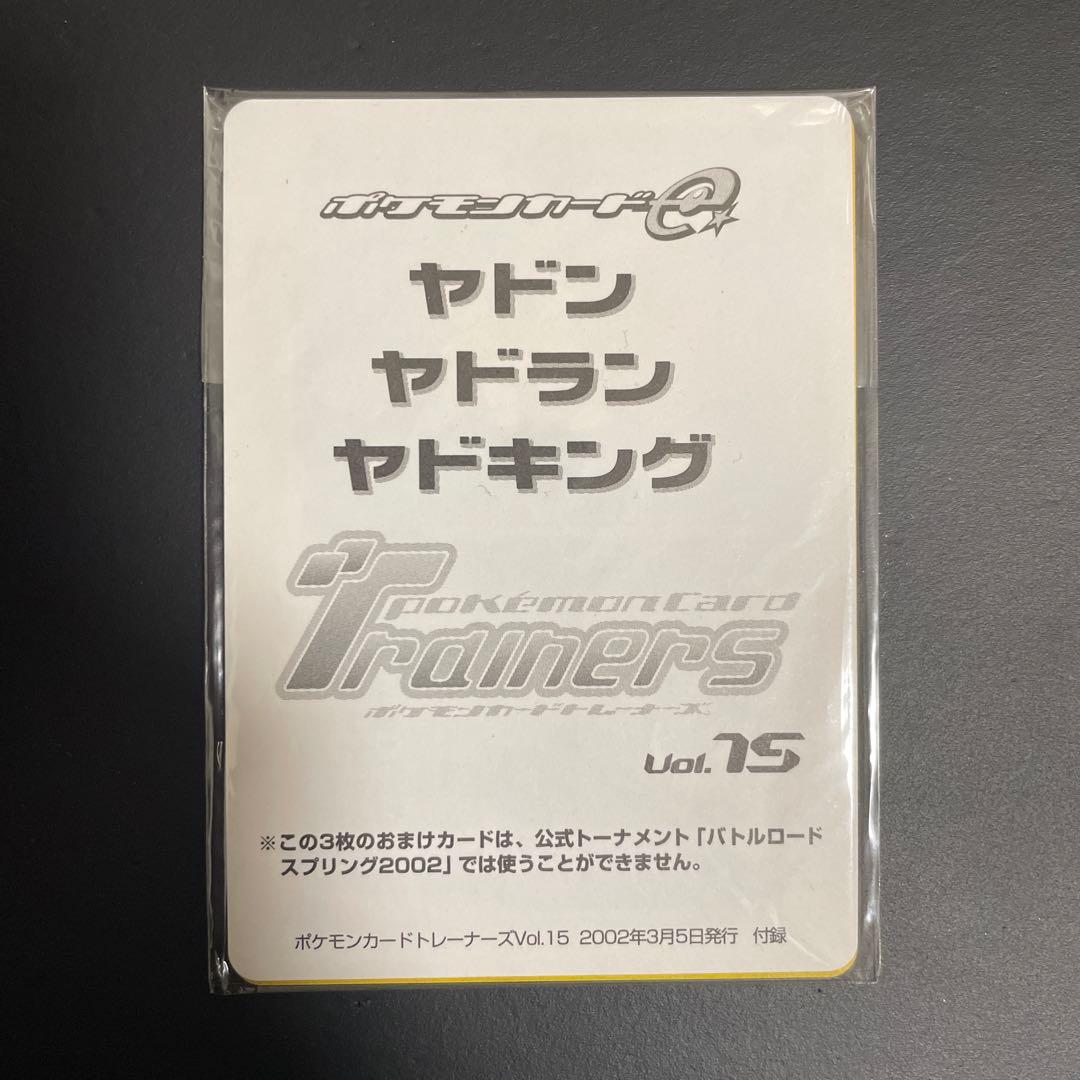 ポケモンカードe
ヤドン
ヤドラン
ヤドキング
Pokémon Card
Trainers
ポケモンカードトレーナーズ
Vol.15
※この3枚のおまけカードは、公式トーナメント「バトルロード
スプリング2002」では使うことができません。
ポケモンカードトレーナーズVol.15 2002年3月5日発行 付録